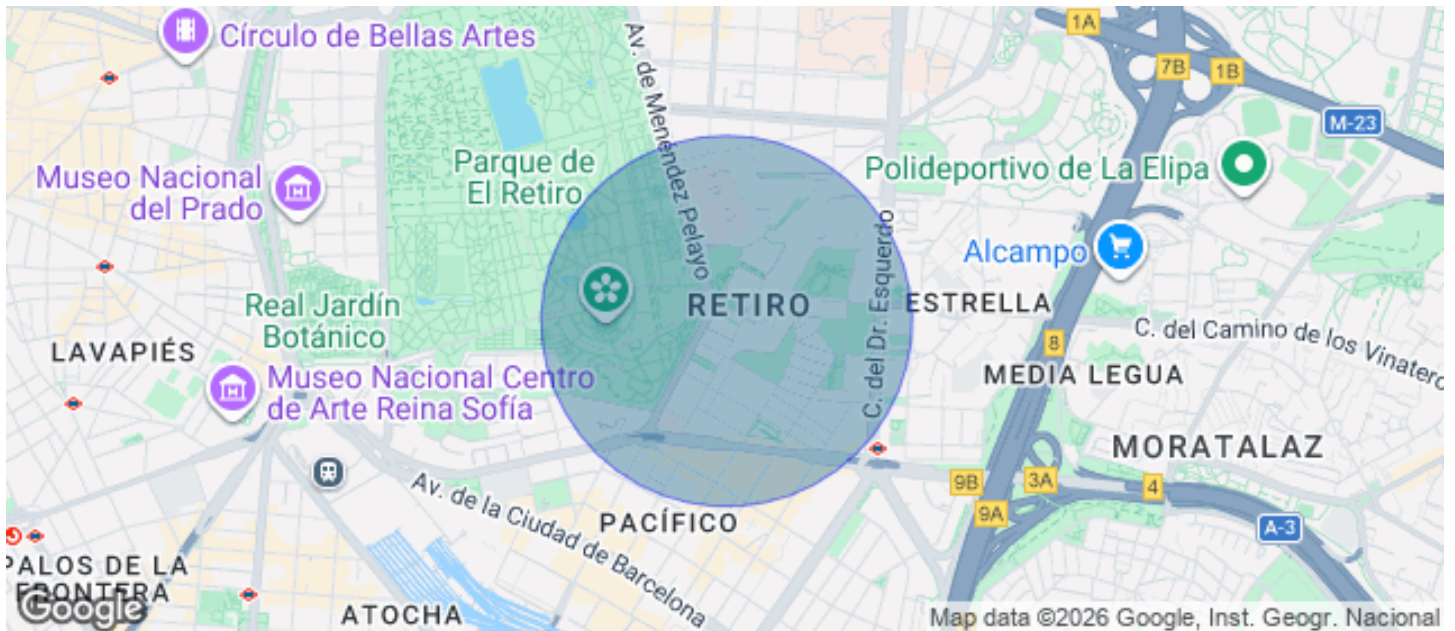 1A
Círculo de Bellas Artes
7B
1B
Av. de Menéndez Pelayo
M-23
Parque de
El Retiro
Polideportivo de La Elipa
Museo Nacional
del Prado
Alcampo
C. del Dr. Esquerdo
RETIRO
ESTRELLA
Real Jardín
Botánico
C. del Camino de los Vinatero
8
LAVAPIÉS
MEDIA LEGUA
Museo Nacional Centro
de Arte Reina Sofía
MORATALAZ
9B
3A
4
Av. de la Ciudad de Barcelona
9A
PACÍFICO
A-3
PALOS DE LA
FRONTERA
Google
ATOCHA
Map data ©2026 Google, Inst. Geogr. Nacional